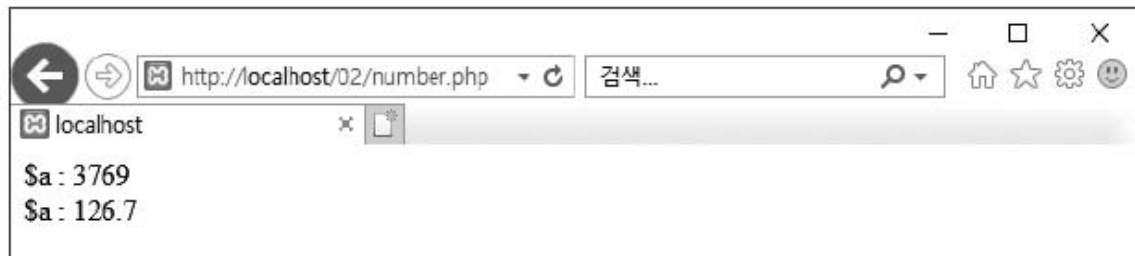 http://localhost/02/number.php
검색...
localhost
$a : 3769
$a : 126.7